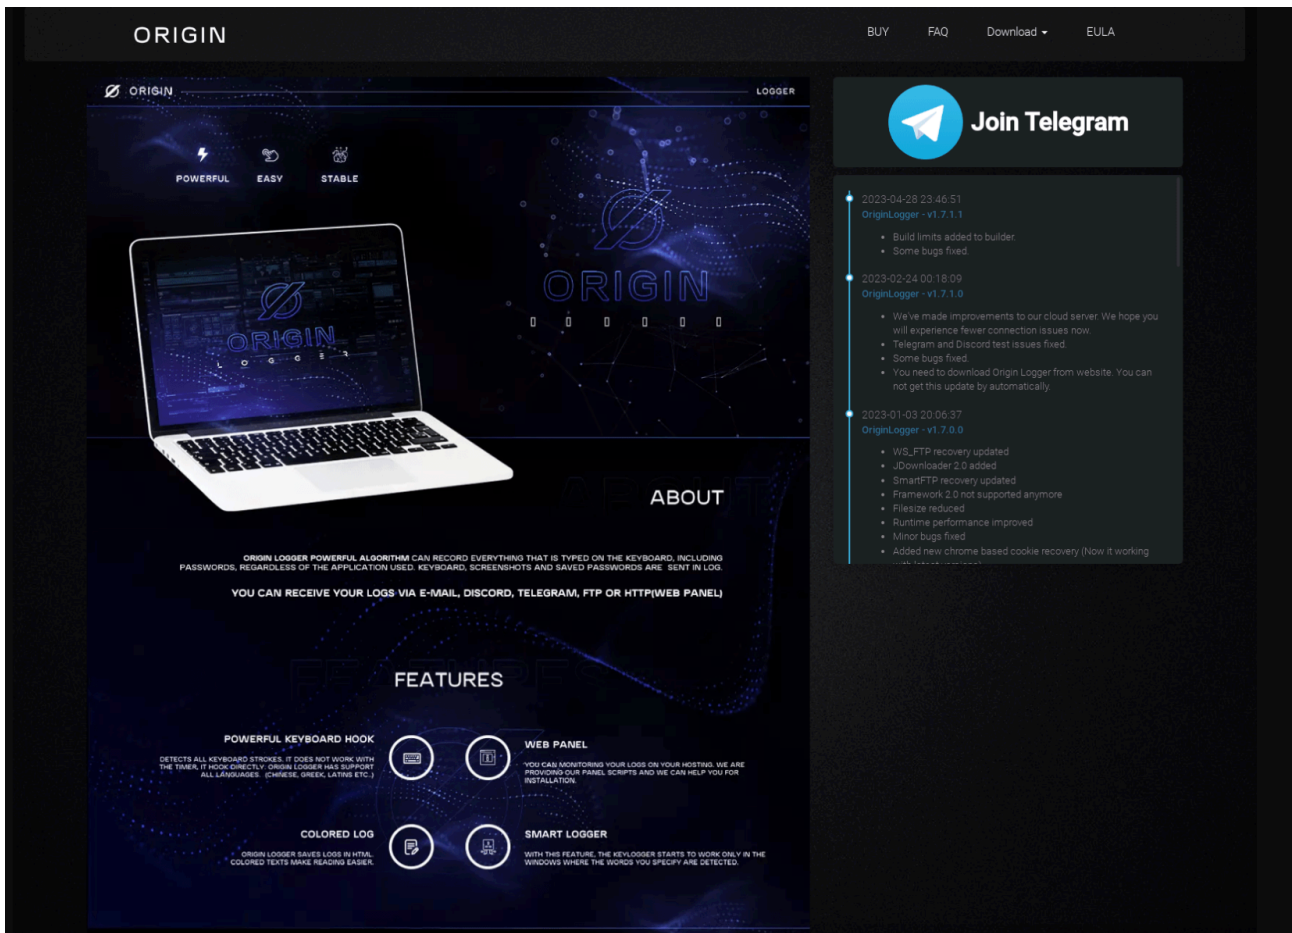 ORIGIN
BUY
FAQ
Download
EULA
ORIGIN
LOGGER
POWERFUL
EASY
STABLE
ORIGIN
LOGGER
ORIGIN
ABOUT
ORIGIN LOGGER POWERFUL ALGORITHM CAN RECORD EVERYTHING THAT IS TYPED ON THE KEYBOARD, INCLUDING
PASSWORDS, REGARDLESS OF THE APPLICATION USED. KEYBOARD, SCREENSHOTS AND SAVED PASSWORDS ARE SENT IN LOG.
YOU CAN RECEIVE YOUR LOGS VIA E-MAIL, DISCORD, TELEGRAM, FTP OR HTTP(WEB PANEL)
FEATURES
POWERFUL KEYBOARD HOOK
DETECTS ALL KEYBOARD STROKES. IT DOES NOT WORK WITH
THE TIMER, IT HOOK DIRECTLY. ORIGIN LOGGER HAS SUPPORT
ALL LANGUAGES. (CHINESE, GREEK, LATINS ETC..)
WEB PANEL
YOU CAN MONITORING YOUR LOGS ON YOUR HOSTING. WE ARE
PROVIDING OUR PANEL SCRIPTS AND WE CAN HELP YOU FOR
INSTALLATION.
COLORED LOG
ORIGIN LOGGER SAVES LOGS IN HTML.
COLORED TEXTS MAKE READING EASIER.
SMART LOGGER
WITH THIS FEATURE, THE KEYLOGGER STARTS TO WORK ONLY IN THE
WINDOWS WHERE THE WORDS YOU SPECIFY ARE DETECTED.
Join Telegram
2023-04-28 23:46:51
OriginLogger - v1.7.1.1
Build limits added to builder.
Some bugs fixed.
2023-02-24 00:18:09
OriginLogger - v1.7.1.0
We've made improvements to our cloud server. We hope you
will experience fewer connection issues now.
Telegram and Discord test issues fixed.
Some bugs fixed.
You need to download Origin Logger from website. You can
not get this update by automatically.
2023-01-03 20:06:37
OriginLogger - v1.7.0.0
WS_FTP recovery updated
JDownloader 2.0 added
SmartFTP recovery updated
Framework 2.0 not supported anymore
Filesize reduced
Runtime performance improved
Minor bugs fixed
Added new chrome based cookie recovery (Now it working